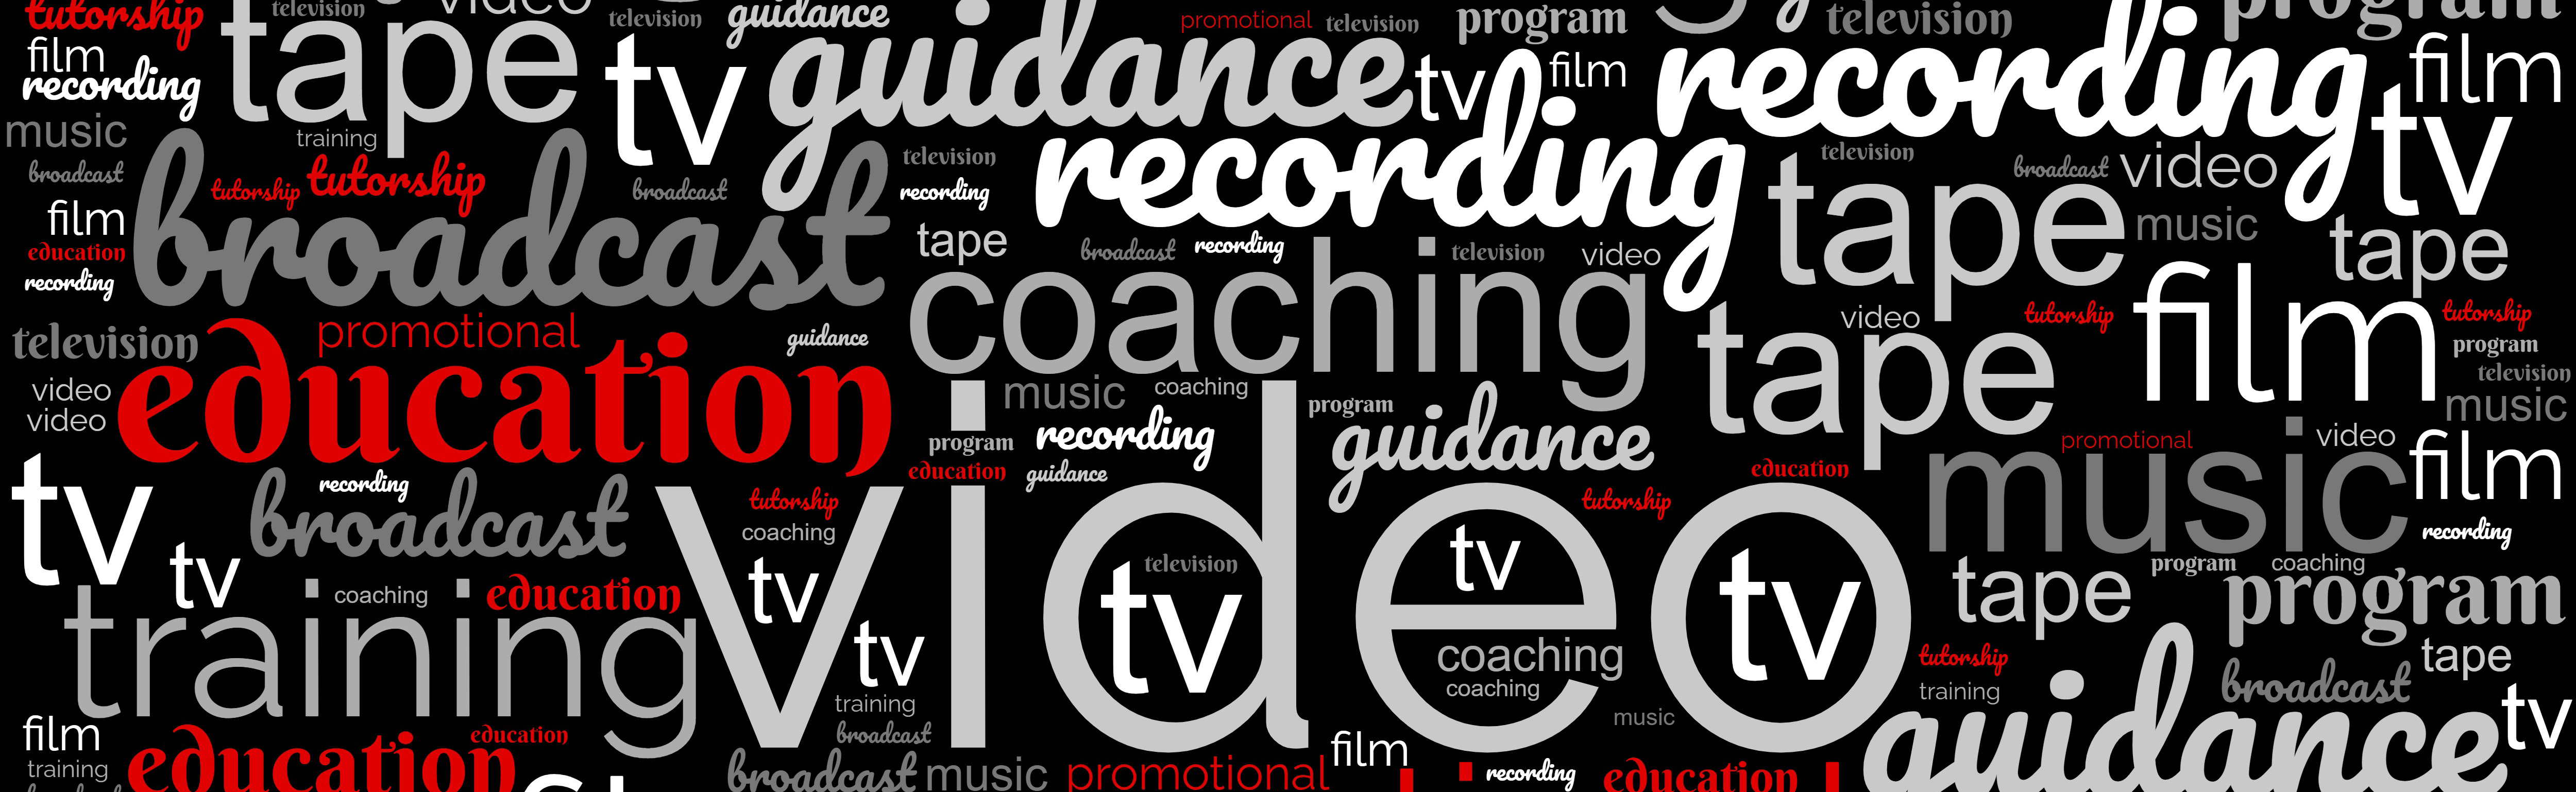 tutorship
television
video
television
guidance
promotional
television
program
television
program
film
recording
tape
tv
guidance
tv
film
recording
film
music
training
recording
tv
broadcast
tutorship
tutorship
broadcast
television
recording
television
broadcast
video
film
education
recording
broadcast
tape
broadcast
recording
television
video
tape
music
tape
television
promotional
guidance
coaching
video
tutorship
film
tutorship
program
television
video
video
education
music
coaching
program
tape
music
program
recording
guidance
promotional
video
film
education
guidance
education
music
recording
tv
recording
broadcast
video
tutorship
coaching
tutorship
tv
television
tv
tv
tv
tape
program
coaching
program
tv
training
coaching
education
tv
coaching
coaching
tutorship
training
tape
broadcast
training
broadcast
music
guidance
tv
film
training
education
education
broadcast
music
promotional
film
recording
education